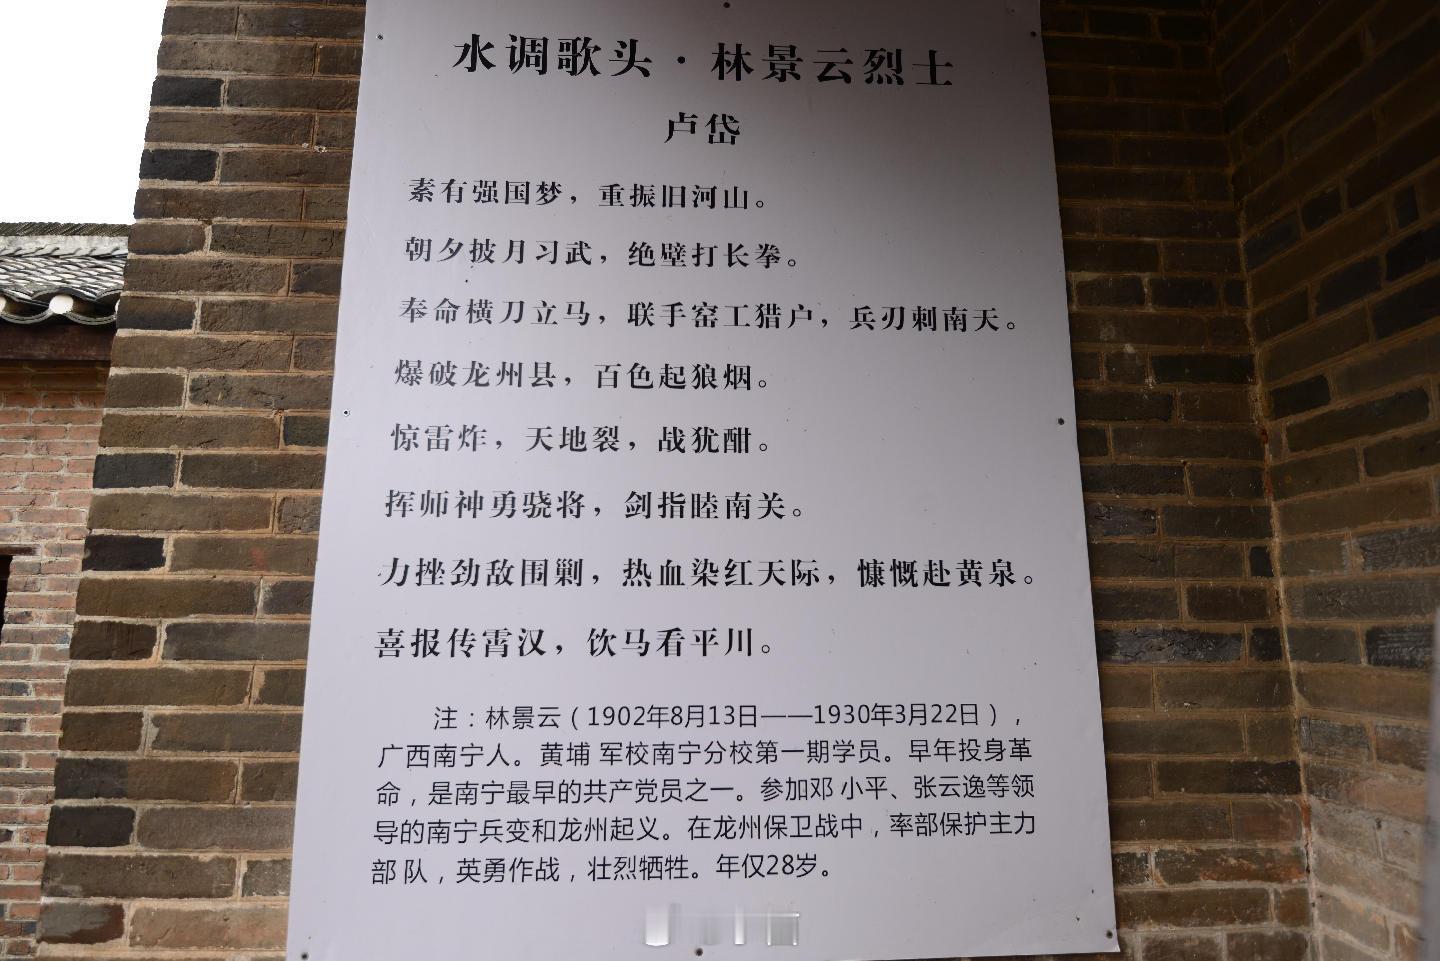 水调歌头·林景云烈士
卢岱
素有强国梦，重振旧河山。
朝夕披月习武，绝壁打长拳。
奉命横刀立马，联手窑工猎户，兵刃刺南天。
爆破龙州县，百色起狼烟。
惊雷炸，天地裂，战犹酣。
挥师神勇骁将，剑指睦南关。
力挫劲敌围剿，热血染红天际，慷慨赴黄泉。
喜报传霄汉，饮马看平川。
注：林景云（1902年8月13日——1930年3月22日），
广西南宁人。黄埔 军校南宁分校第一期学员。早年投身革
命，是南宁最早的共产党员之一。参加邓 小平、张云逸等领
导的南宁兵变和龙州起义。在龙州保卫战中，率部保护主力
部 队，英勇作战，壮烈牺牲。年仅28岁。